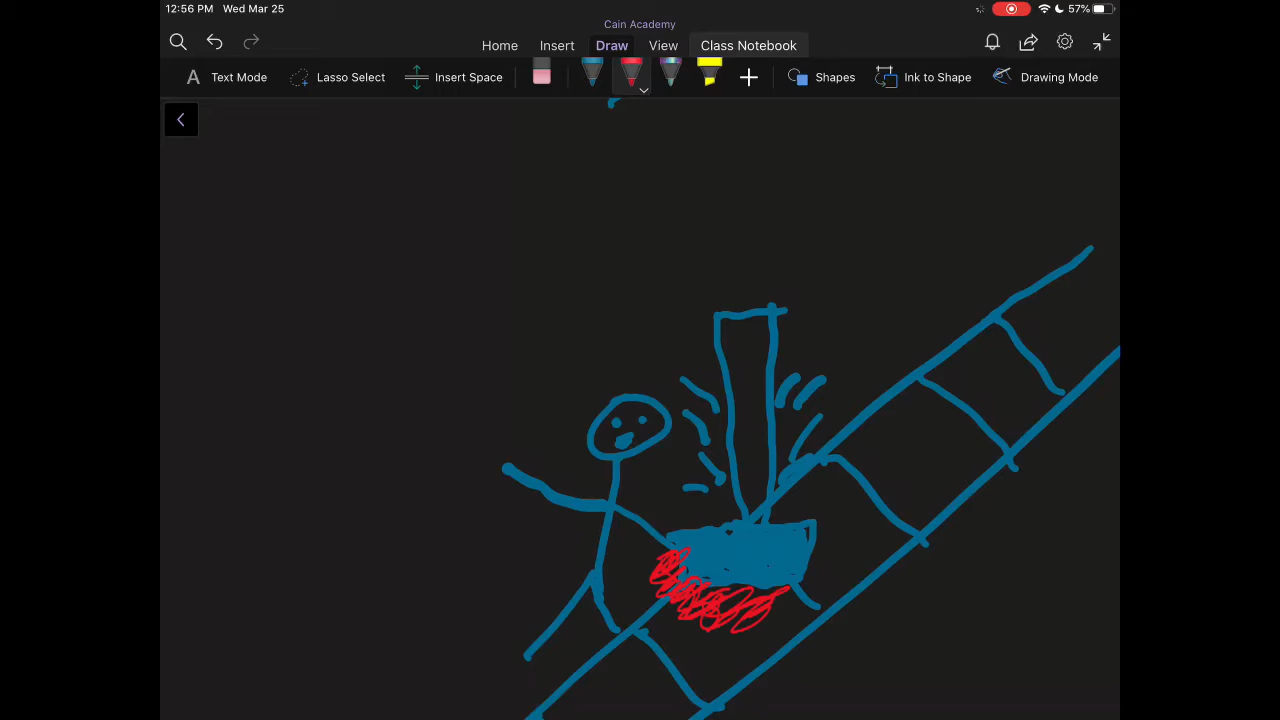 12:56 PM Wed Mar 25 57%
Cain Academy
Home Insert Draw View Class Notebook
A Text Mode Lasso Select Insert Space Shapes Ink to Shape Drawing Mode